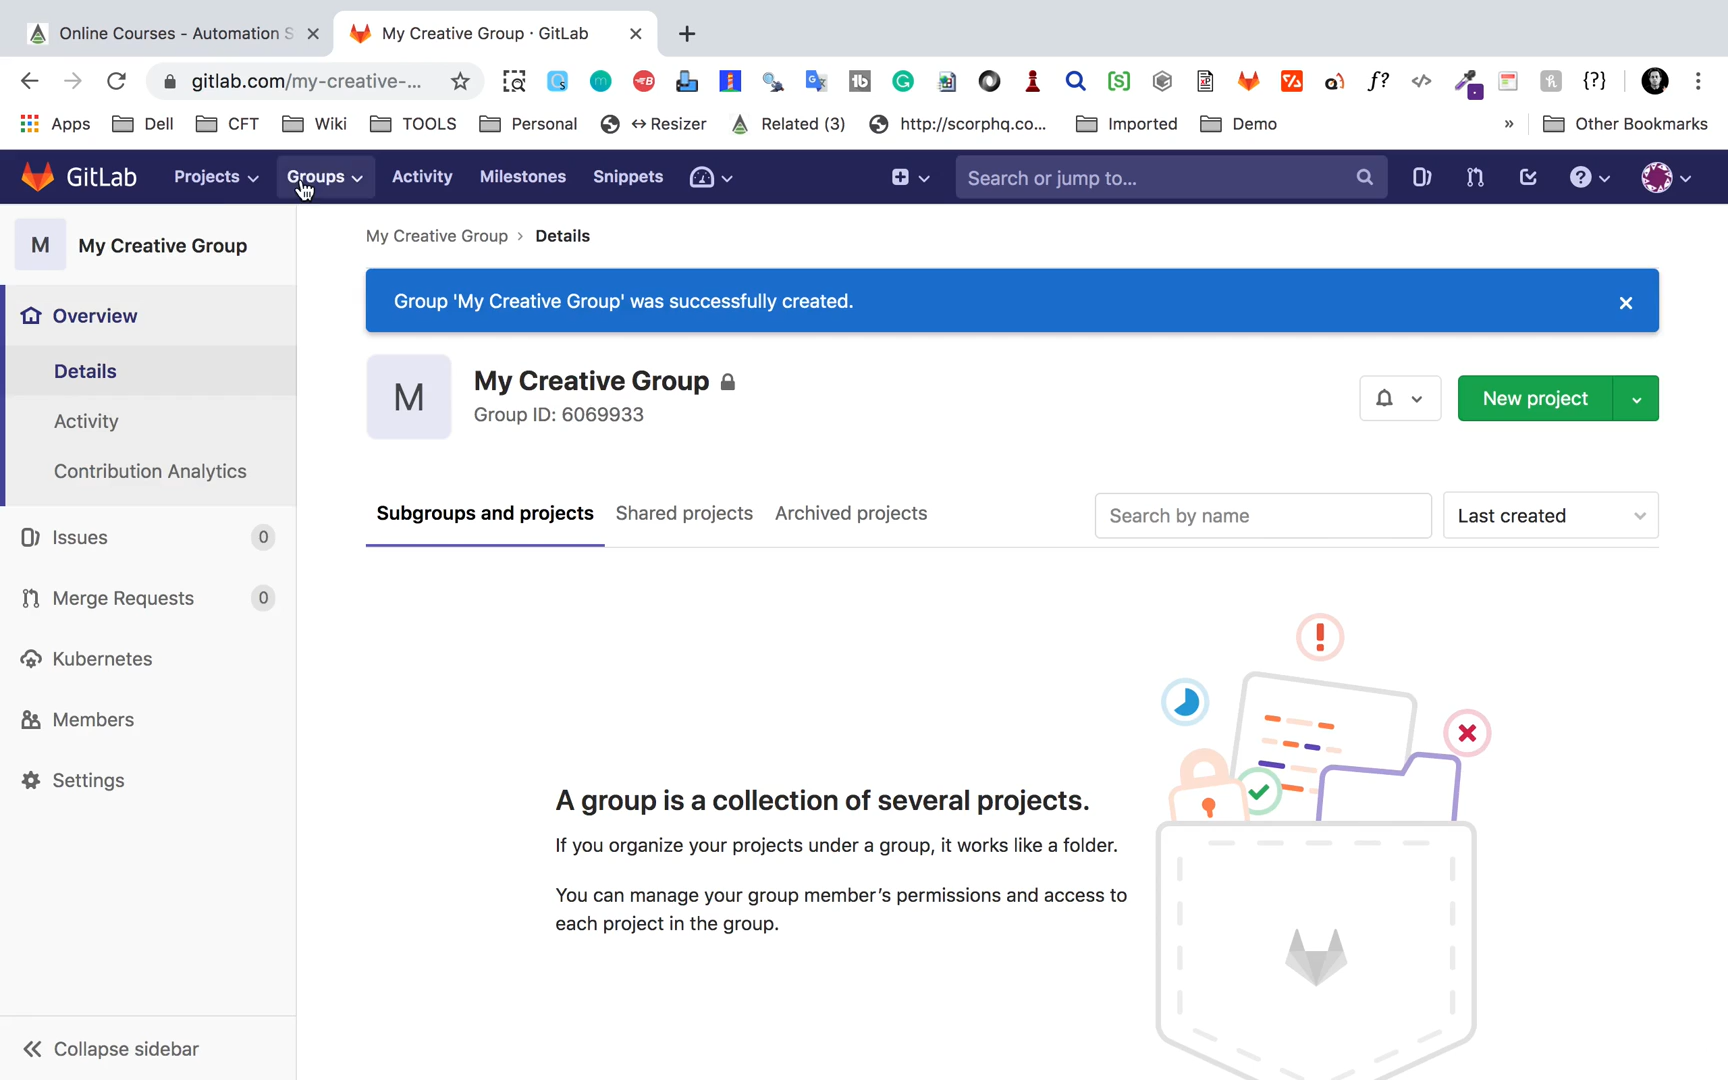 Online Courses - Automation S
My Creative Group · GitLab
gitlab.com/my-creative-...
Apps
Dell
CFT
Wiki
TOOLS
Personal
↔Resizer
Related (3)
http://scorphq.co...
Imported
Demo
»
Other Bookmarks
GitLab
Projects
Groups
Activity
Milestones
Snippets
Search or jump to...
M
My Creative Group
My Creative Group > Details
Overview
Group 'My Creative Group' was successfully created.
Details
M
My Creative Group
Group ID: 6069933
New project
Activity
Contribution Analytics
Subgroups and projects
Shared projects
Archived projects
Search by name
Last created
Issues 0
Merge Requests 0
Kubernetes
Members
Settings
A group is a collection of several projects.
If you organize your projects under a group, it works like a folder.
You can manage your group member's permissions and access to
each project in the group.
Collapse sidebar